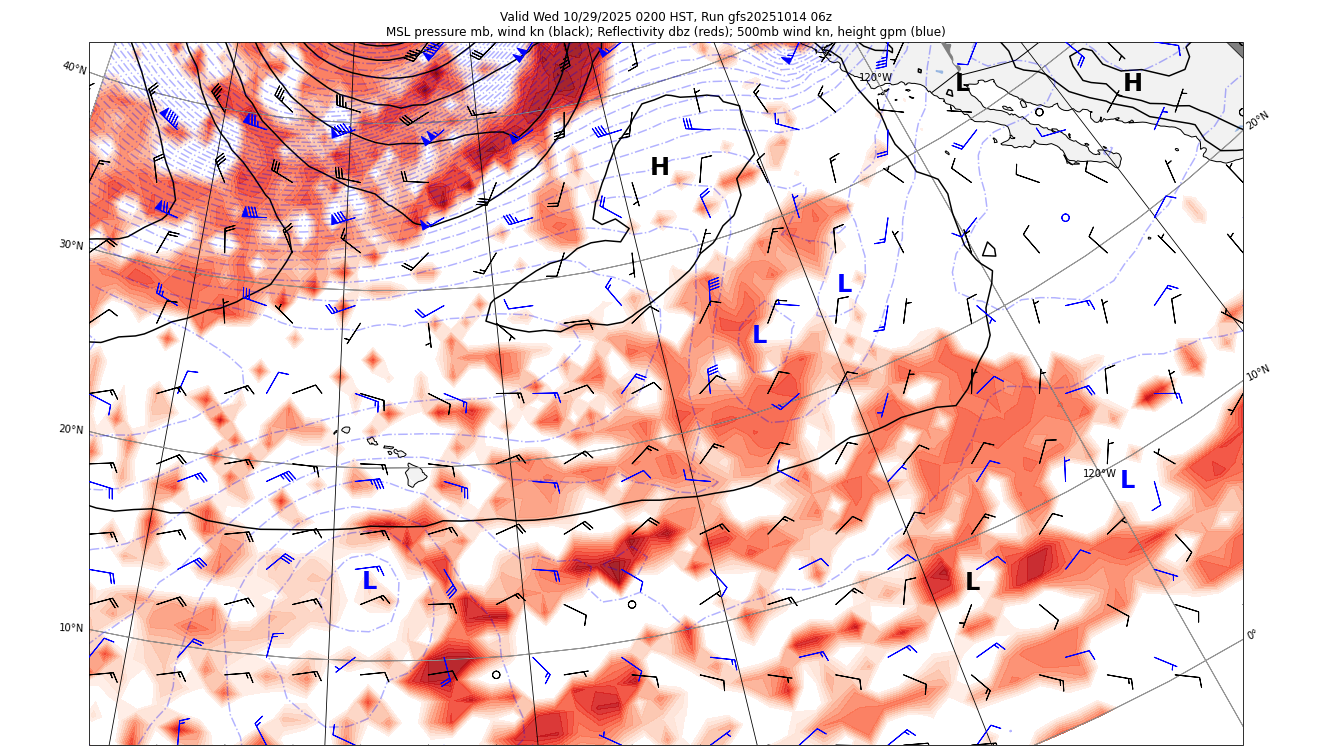 Valid Wed 10/29/2025 0200 HST, Run gfs20251014 06z
MSL pressure mb, wind kn (black); Reflectivity dbz (reds); 500mb wind kn, height gpm (blue)
40°N
120°W
L
H
20°N
H
30°N
L
L
10°N
20°N
120°W
L
L
L
10°N
0°